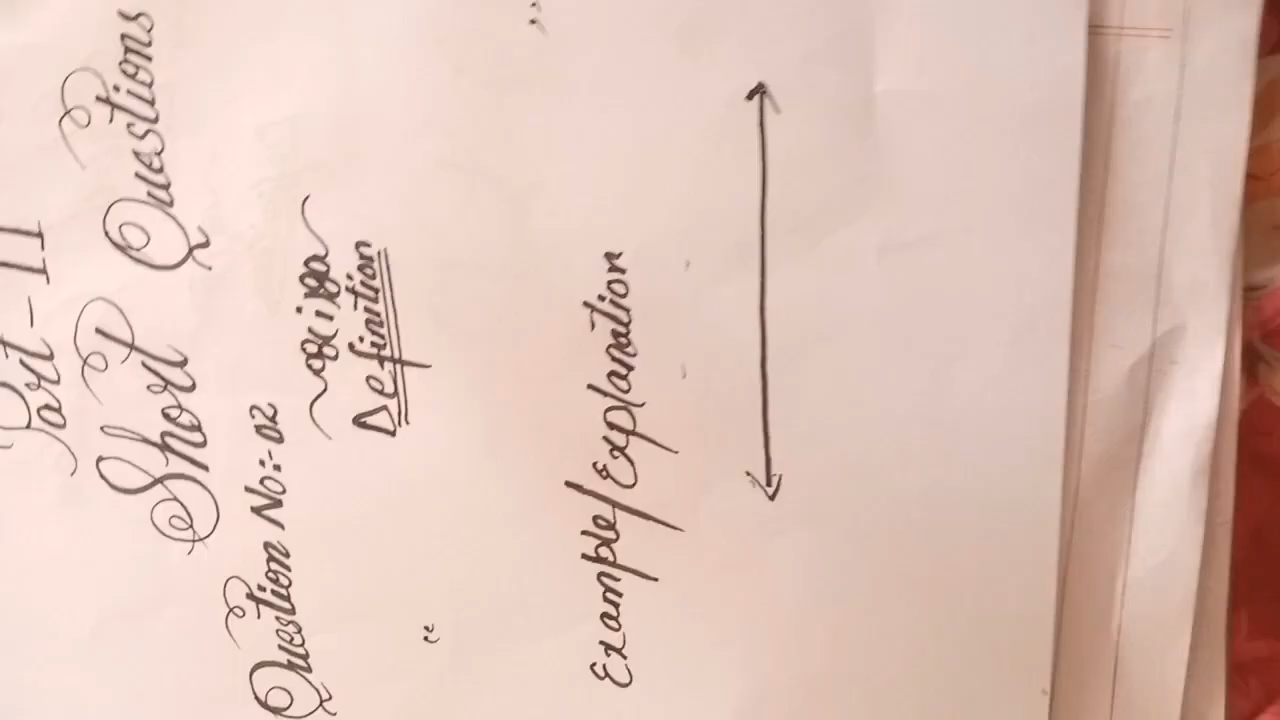 Part-II
Short Questions
Question No:-02
Definition
“
”
Example/Explanation